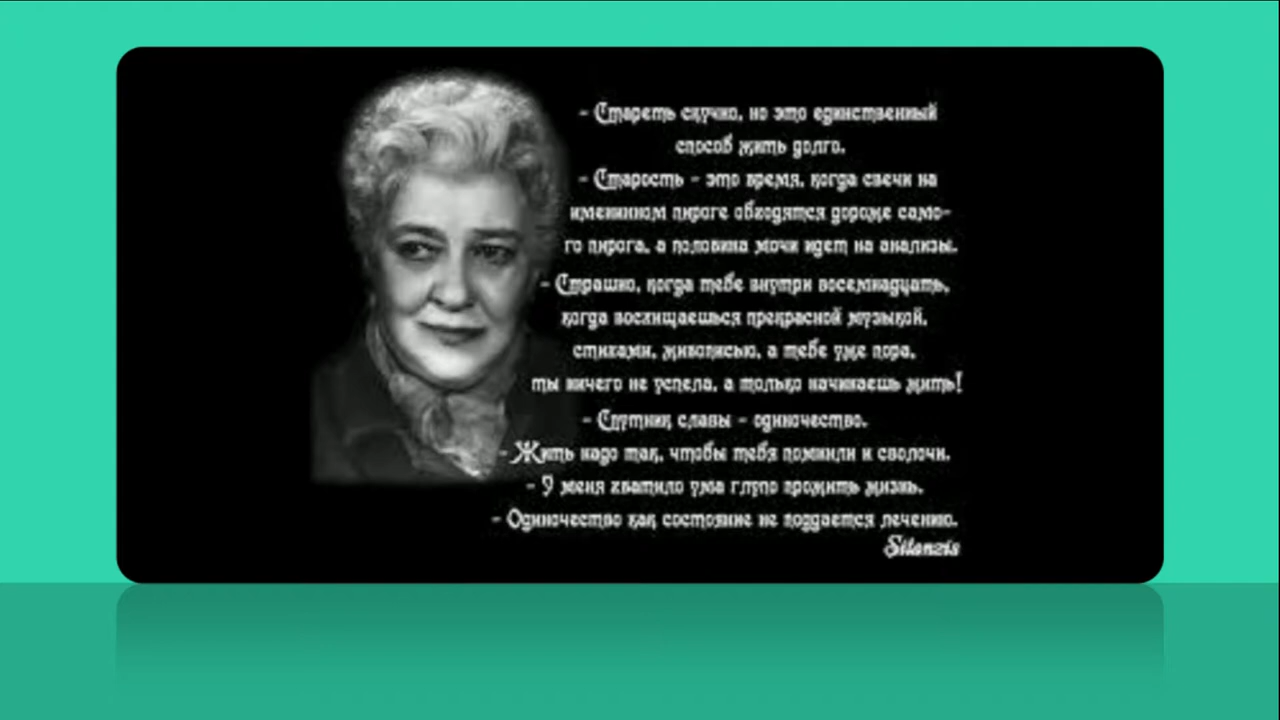 - Стареть скучно, но это единственный
способ жить долго.
- Старость - это время, когда свечи на
именинном пироге обходятся дороже само-
го пирога, а половина мочи идет на анализы.
- Страшно, когда тебе внутри восемнадцать,
когда восхищаешься прекрасной музыкой,
стихами, живописью, а тебе уже пора,
ты ничего не успела, а только начинаешь жить!
- Спутник славы - одиночество.
- Жить надо так, чтобы тебя помнили и сволочи.
- У меня хватило ума глупо прожить жизнь.
- Одиночество как состояние не поддается лечению.
Silenzis